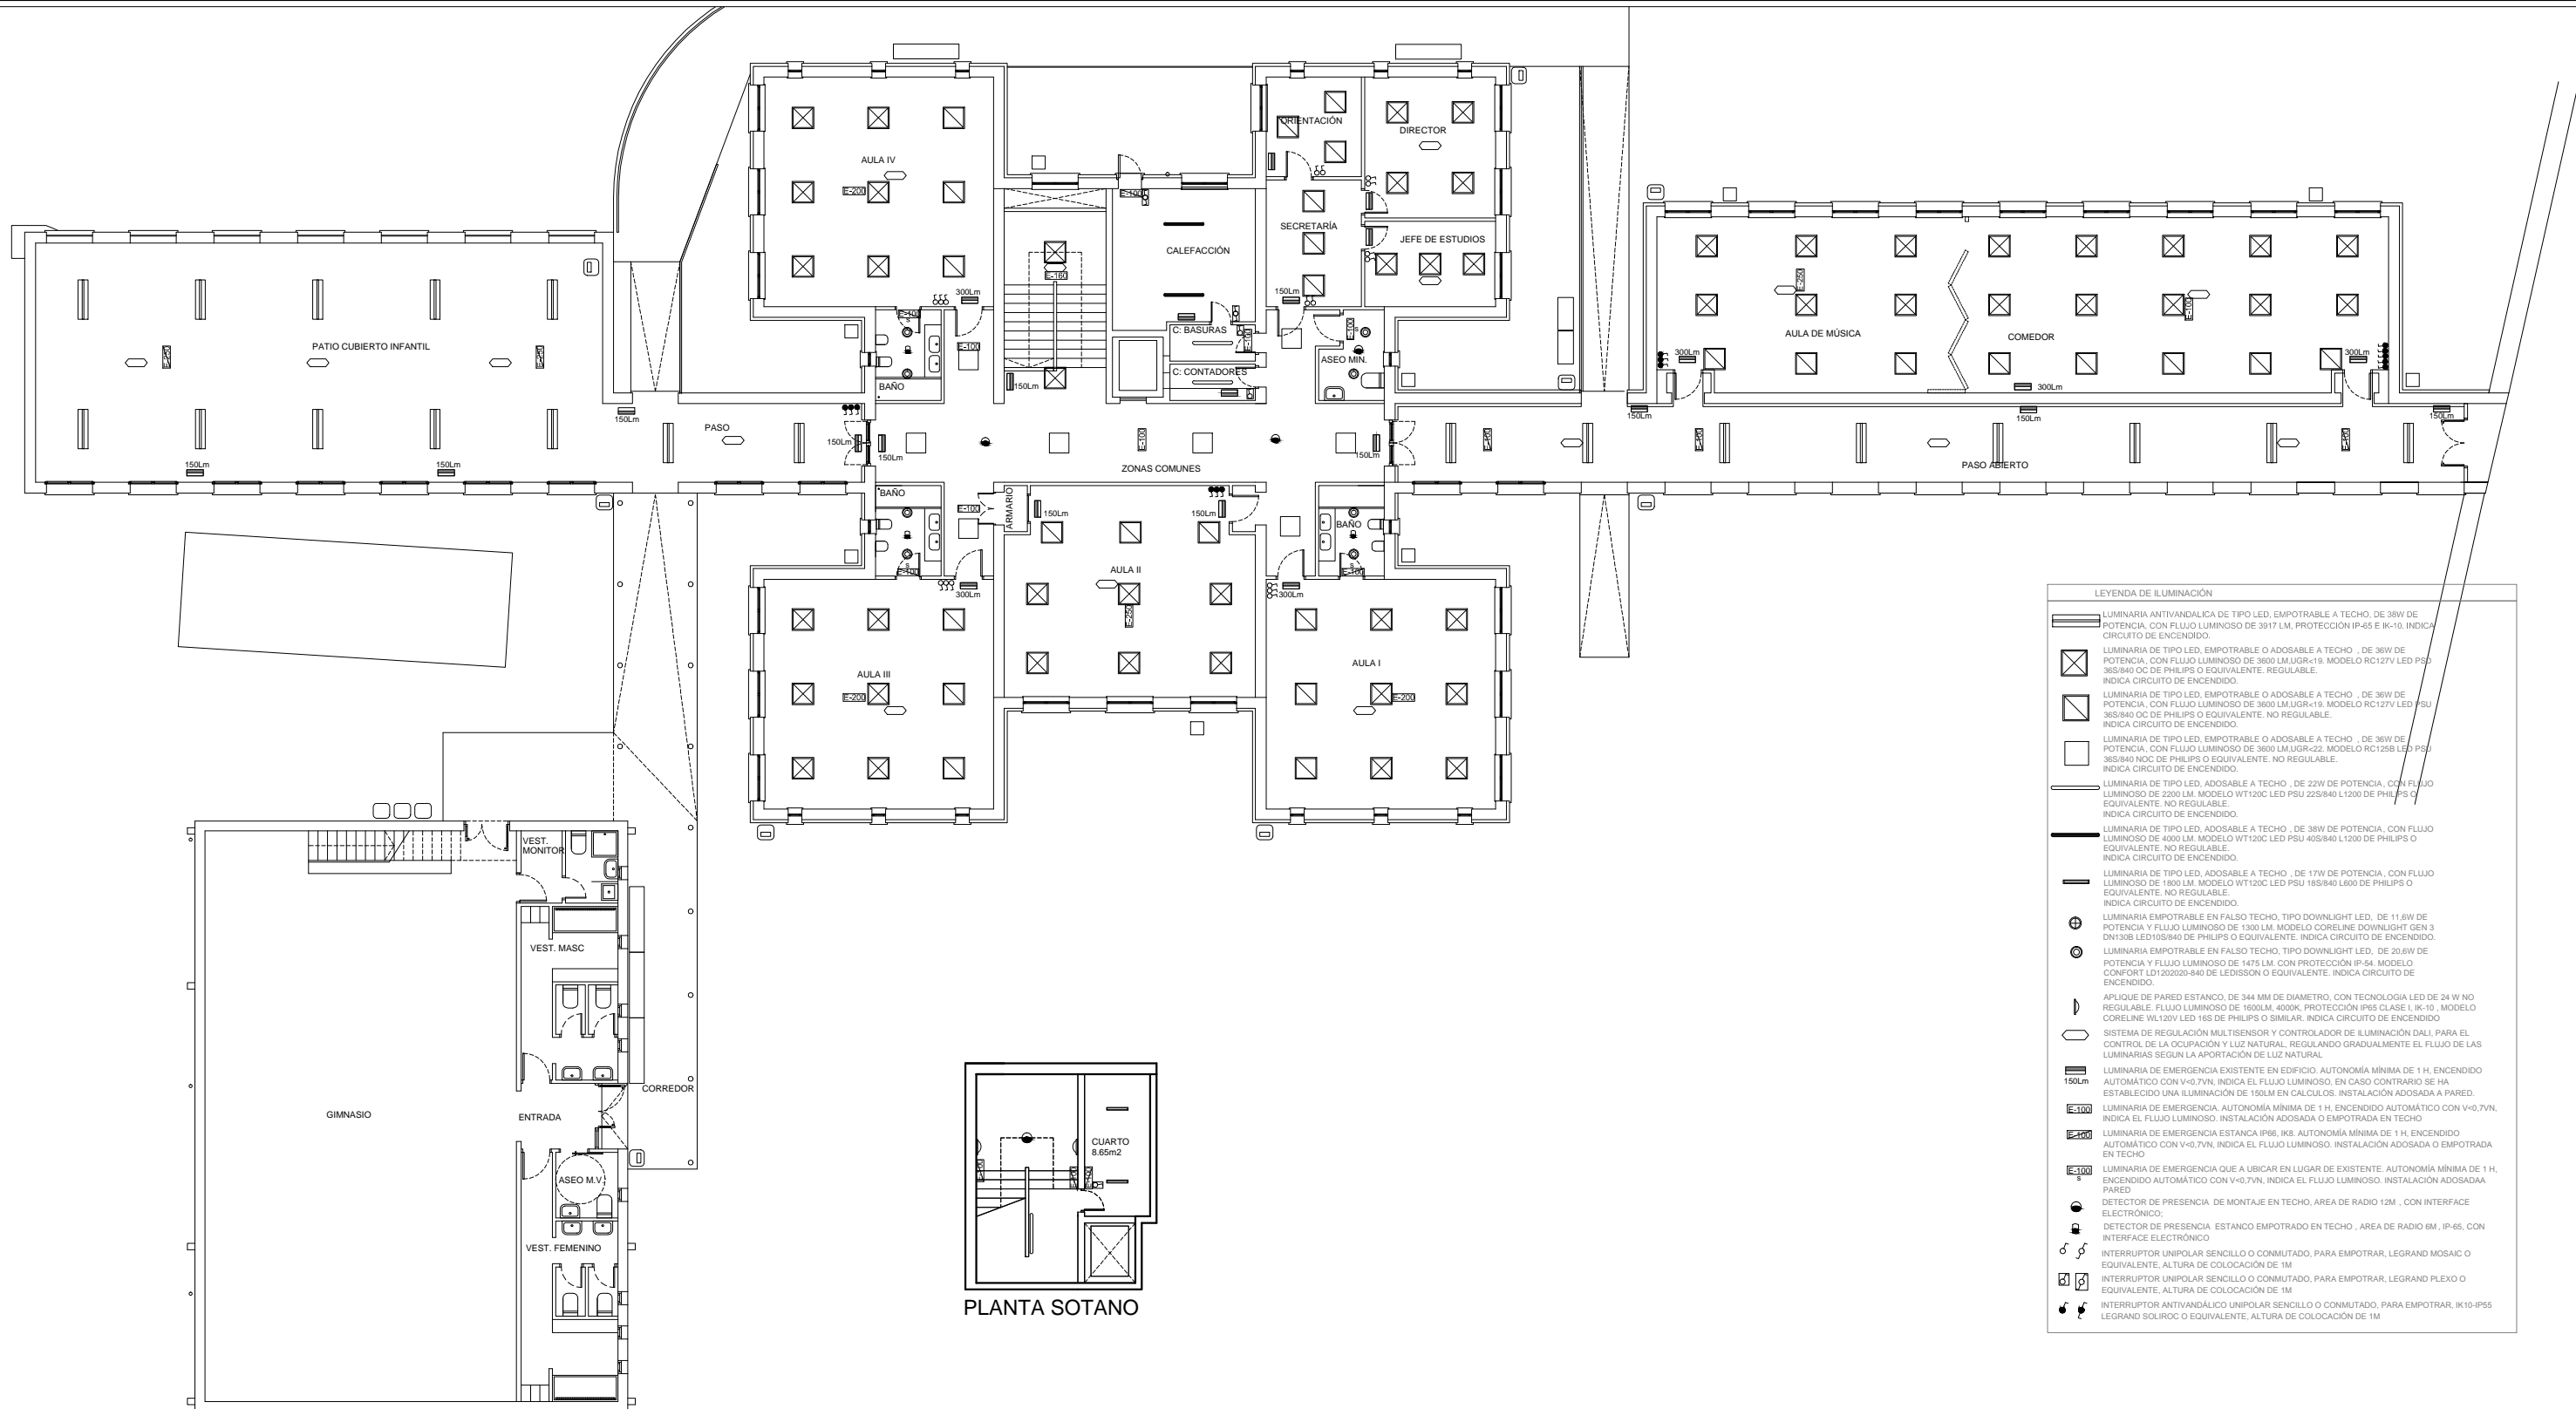 ORIENTACIÓN
DIRECTOR
AULA IV
E-200
E-100
SECRETARÍA
JEFE DE ESTUDIOS
CALEFACCIÓN
E-160
E-250
AULA DE MÚSICA
COMEDOR
E-100
300Lm
150Lm
E-100
PATIO CUBIERTO INFANTIL
E-250
E-250
E-100
S
C: BASURAS
E-100
E-100
S
ASEO MIN.
BAÑO
150Lm
C: CONTADORES
300Lm
300Lm
300Lm
150Lm
PASO
150Lm
150Lm
E-100
150Lm
ZONAS COMUNES
150Lm
150Lm
150Lm
E-100
E-100
E-100
PASO ABIERTO
150Lm
150Lm
BAÑO
E-100
ARMARIO
150Lm
150Lm
BAÑO
S
E-100
300Lm
AULA II
E-250
S
E-100
300Lm
AULA III
E-200
AULA I
E-200
VEST.
MONITOR
VEST. MASC
GIMNASIO
ENTRADA
CORREDOR
ASEO M.V.
VEST. FEMENINO
CUARTO
8.65m2
PLANTA SOTANO
LEYENDA DE ILUMINACIÓN
LUMINARIA ANTIVANDALICA DE TIPO LED, EMPOTRABLE A TECHO, DE 38W DE
POTENCIA, CON FLUJO LUMINOSO DE 3917 LM, PROTECCIÓN IP-65 E IK-10. INDICA
CIRCUITO DE ENCENDIDO.
LUMINARIA DE TIPO LED, EMPOTRABLE O ADOSABLE A TECHO , DE 36W DE
POTENCIA, CON FLUJO LUMINOSO DE 3600 LM,UGR<19. MODELO RC127V LED PSD
36S/840 OC DE PHILIPS O EQUIVALENTE. REGULABLE.
INDICA CIRCUITO DE ENCENDIDO.
LUMINARIA DE TIPO LED, EMPOTRABLE O ADOSABLE A TECHO , DE 36W DE
POTENCIA, CON FLUJO LUMINOSO DE 3600 LM,UGR<19. MODELO RC127V LED PSU
36S/840 OC DE PHILIPS O EQUIVALENTE. NO REGULABLE.
INDICA CIRCUITO DE ENCENDIDO.
LUMINARIA DE TIPO LED, EMPOTRABLE O ADOSABLE A TECHO , DE 36W DE
POTENCIA, CON FLUJO LUMINOSO DE 3600 LM,UGR<22. MODELO RC125B LED PSU
36S/840 NOC DE PHILIPS O EQUIVALENTE. NO REGULABLE.
INDICA CIRCUITO DE ENCENDIDO.
LUMINARIA DE TIPO LED, ADOSABLE A TECHO , DE 22W DE POTENCIA, CON FLUJO
LUMINOSO DE 2200 LM. MODELO WT120C LED PSU 22S/840 L1200 DE PHILIPS O
EQUIVALENTE. NO REGULABLE.
INDICA CIRCUITO DE ENCENDIDO.
LUMINARIA DE TIPO LED, ADOSABLE A TECHO , DE 38W DE POTENCIA, CON FLUJO
LUMINOSO DE 4000 LM. MODELO WT120C LED PSU 40S/840 L1200 DE PHILIPS O
EQUIVALENTE. NO REGULABLE.
INDICA CIRCUITO DE ENCENDIDO.
LUMINARIA DE TIPO LED, ADOSABLE A TECHO , DE 17W DE POTENCIA, CON FLUJO
LUMINOSO DE 1800 LM. MODELO WT120C LED PSU 18S/840 L600 DE PHILIPS O
EQUIVALENTE. NO REGULABLE.
INDICA CIRCUITO DE ENCENDIDO.
LUMINARIA EMPOTRABLE EN FALSO TECHO, TIPO DOWNLIGHT LED, DE 11,6W DE
POTENCIA Y FLUJO LUMINOSO DE 1300 LM. MODELO CORELINE DOWNLIGHT GEN 3
DN130B LED10S/840 DE PHILIPS O EQUIVALENTE. INDICA CIRCUITO DE ENCENDIDO.
LUMINARIA EMPOTRABLE EN FALSO TECHO, TIPO DOWNLIGHT LED, DE 20,6W DE
POTENCIA Y FLUJO LUMINOSO DE 1475 LM. CON PROTECCIÓN IP-54. MODELO
CONFORT LD1202020-840 DE LEDISSON O EQUIVALENTE. INDICA CIRCUITO DE
ENCENDIDO.
APLIQUE DE PARED ESTANCO, DE 344 MM DE DIAMETRO, CON TECNOLOGIA LED DE 24 W NO
REGULABLE. FLUJO LUMINOSO DE 1600LM, 4000K, PROTECCIÓN IP65 CLASE I, IK-10 , MODELO
CORELINE WL120V LED 16S DE PHILIPS O SIMILAR. INDICA CIRCUITO DE ENCENDIDO
SISTEMA DE REGULACIÓN MULTISENSOR Y CONTROLADOR DE ILUMINACIÓN DALI, PARA EL
CONTROL DE LA OCUPACIÓN Y LUZ NATURAL, REGULANDO GRADUALMENTE EL FLUJO DE LAS
LUMINARIAS SEGUN LA APORTACIÓN DE LUZ NATURAL
150Lm
LUMINARIA DE EMERGENCIA EXISTENTE EN EDIFICIO. AUTONOMÍA MÍNIMA DE 1 H, ENCENDIDO
AUTOMÁTICO CON V<0,7VN, INDICA EL FLUJO LUMINOSO, EN CASO CONTRARIO SE HA
ESTABLECIDO UNA ILUMINACIÓN DE 150LM EN CALCULOS. INSTALACIÓN ADOSADA A PARED.
E-100
LUMINARIA DE EMERGENCIA. AUTONOMÍA MÍNIMA DE 1 H, ENCENDIDO AUTOMÁTICO CON V<0,7VN,
INDICA EL FLUJO LUMINOSO. INSTALACIÓN ADOSADA O EMPOTRADA EN TECHO
E-100
LUMINARIA DE EMERGENCIA ESTANCA IP66, IK8. AUTONOMÍA MÍNIMA DE 1 H, ENCENDIDO
AUTOMÁTICO CON V<0,7VN, INDICA EL FLUJO LUMINOSO. INSTALACIÓN ADOSADA O EMPOTRADA
EN TECHO
E-100
S
LUMINARIA DE EMERGENCIA QUE A UBICAR EN LUGAR DE EXISTENTE. AUTONOMÍA MÍNIMA DE 1 H,
ENCENDIDO AUTOMÁTICO CON V<0,7VN, INDICA EL FLUJO LUMINOSO. INSTALACIÓN ADOSADAA
PARED
DETECTOR DE PRESENCIA DE MONTAJE EN TECHO, AREA DE RADIO 12M , CON INTERFACE
ELECTRÓNICO;
DETECTOR DE PRESENCIA ESTANCO EMPOTRADO EN TECHO , AREA DE RADIO 6M , IP-65, CON
INTERFACE ELECTRÓNICO
INTERRUPTOR UNIPOLAR SENCILLO O CONMUTADO, PARA EMPOTRAR, LEGRAND MOSAIC O
EQUIVALENTE, ALTURA DE COLOCACIÓN DE 1M
INTERRUPTOR UNIPOLAR SENCILLO O CONMUTADO, PARA EMPOTRAR, LEGRAND PLEXO O
EQUIVALENTE, ALTURA DE COLOCACIÓN DE 1M
INTERRUPTOR ANTIVANDÁLICO UNIPOLAR SENCILLO O CONMUTADO, PARA EMPOTRAR, IK10-IP55
LEGRAND SOLIROC O EQUIVALENTE, ALTURA DE COLOCACIÓN DE 1M